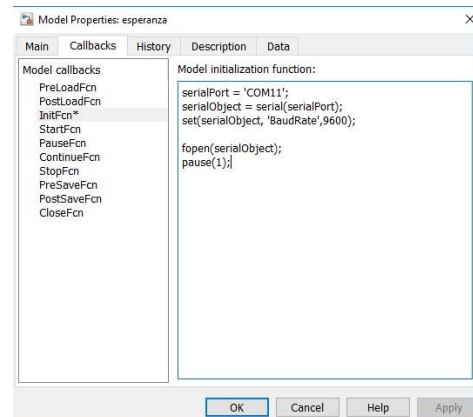 Model Properties: esperanza
Main Callbacks History Description Data
Model callbacks
PreLoadFcn
PostLoadFcn
InitFcn*
StartFcn
PauseFcn
ContinueFcn
StopFcn
PreSaveFcn
PostSaveFcn
CloseFcn
Model initialization function:
serialPort = 'COM11';
serialObject = serial(serialPort);
set(serialObject, 'BaudRate',9600);
fopen(serialObject);
pause(1);
OK Cancel Help Apply